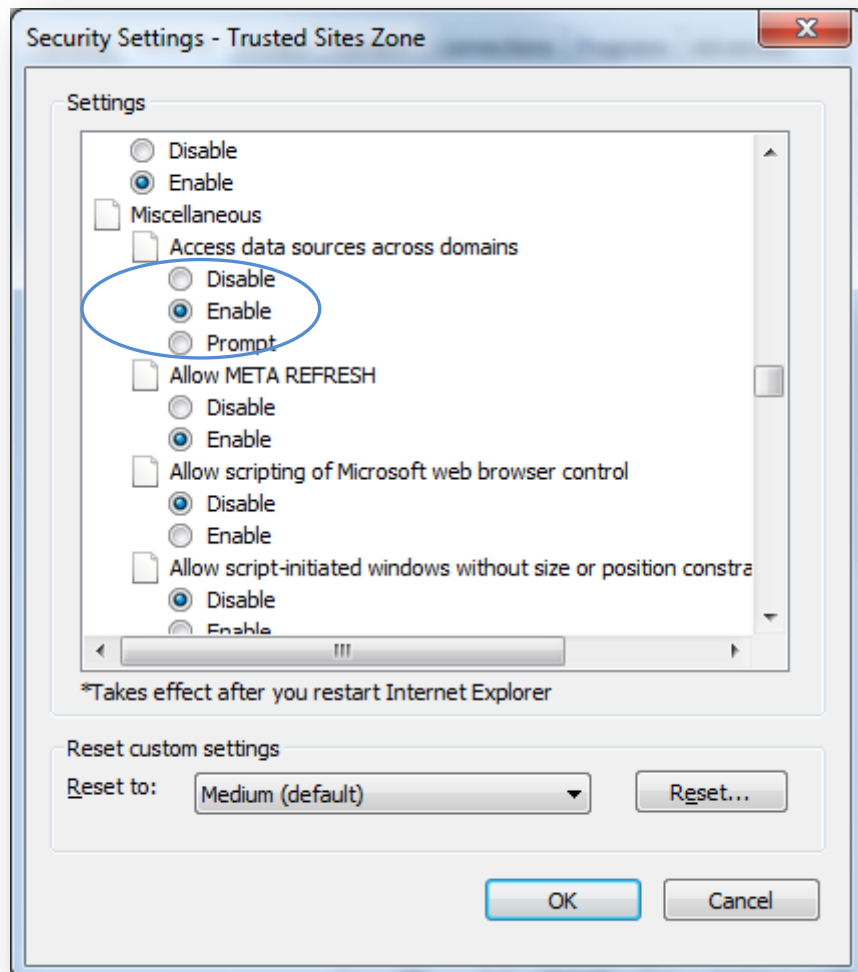 Security Settings - Trusted Sites Zone
Settings
Disable
Enable
Miscellaneous
Access data sources across domains
Disable
Enable
Prompt
Allow META REFRESH
Disable
Enable
Allow scripting of Microsoft web browser control
Disable
Enable
Allow script-initiated windows without size or position constra
Disable
Enable
*Takes effect after you restart Internet Explorer
Reset custom settings
Reset to:
Medium (default)
Reset...
OK
Cancel